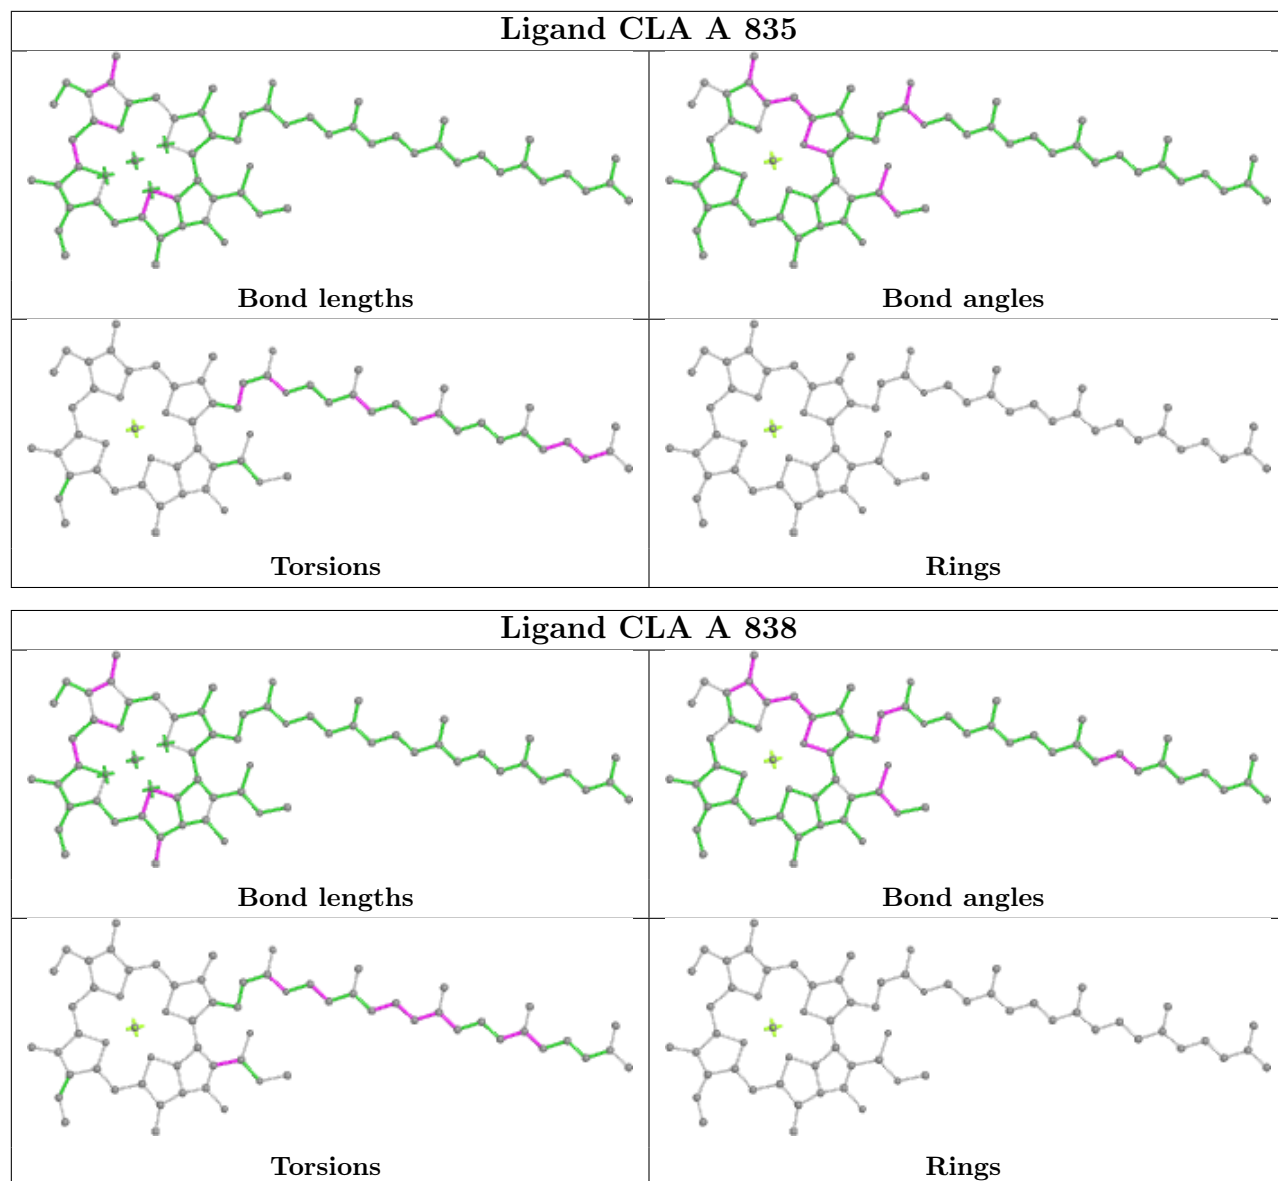 Ligand CLA A 835
Bond lengths
Bond angles
Torsions
Rings
Ligand CLA A 838
Bond lengths
Bond angles
Torsions
Rings